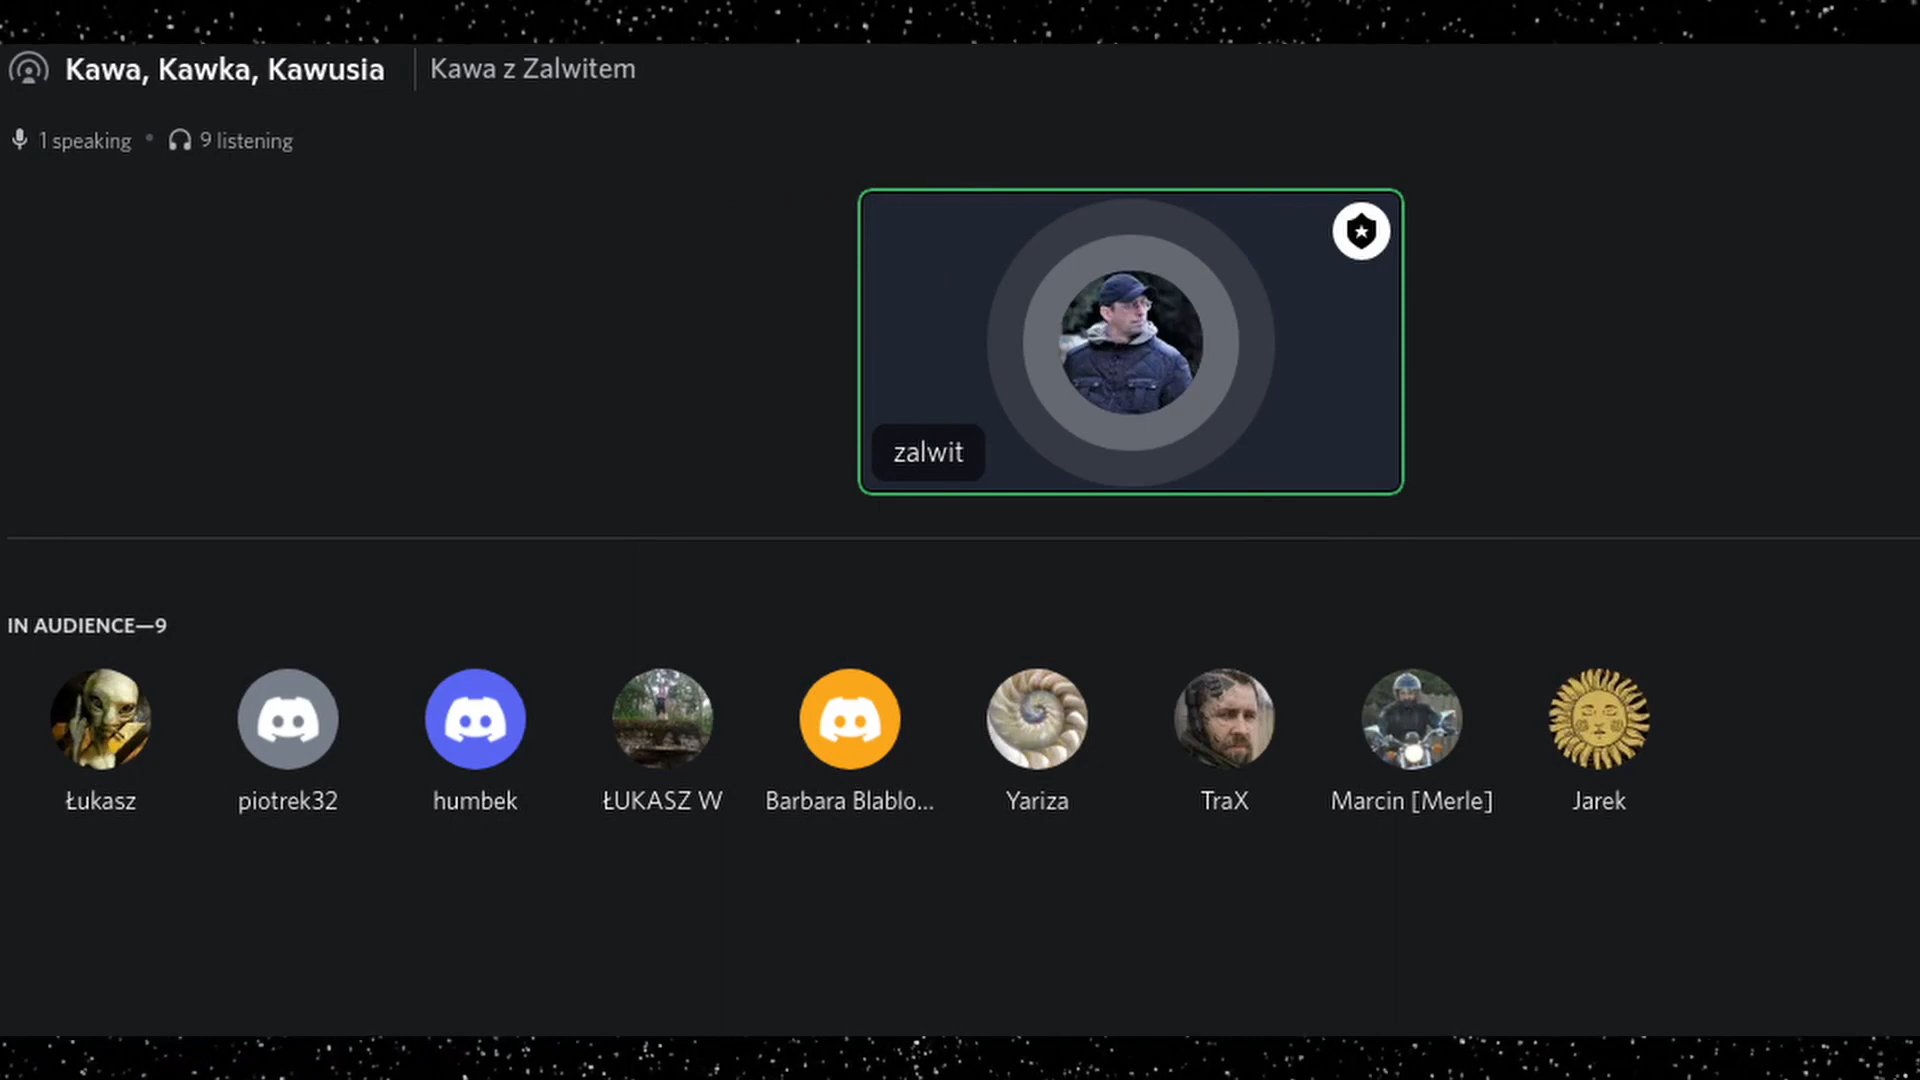 Kawa, Kawka, Kawusia
Kawa z Zalwitem
1 speaking • 9 listening
zalwit
IN AUDIENCE—9
Łukasz
piotrek32
humbek
ŁUKASZ W
Barbara Blablo...
Yariza
TraX
Marcin [Merle]
Jarek